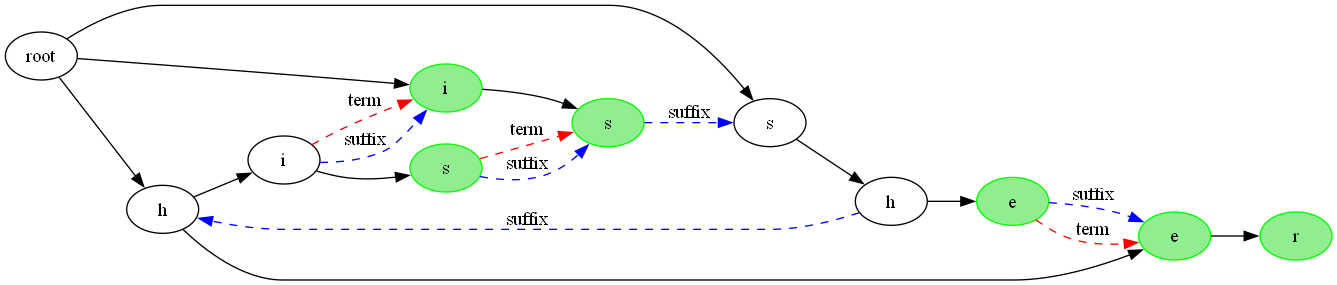 root
i
term
suffix
s
term
suffix
suffix
s
i
s
h
suffix
h
e
suffix
term
e
r